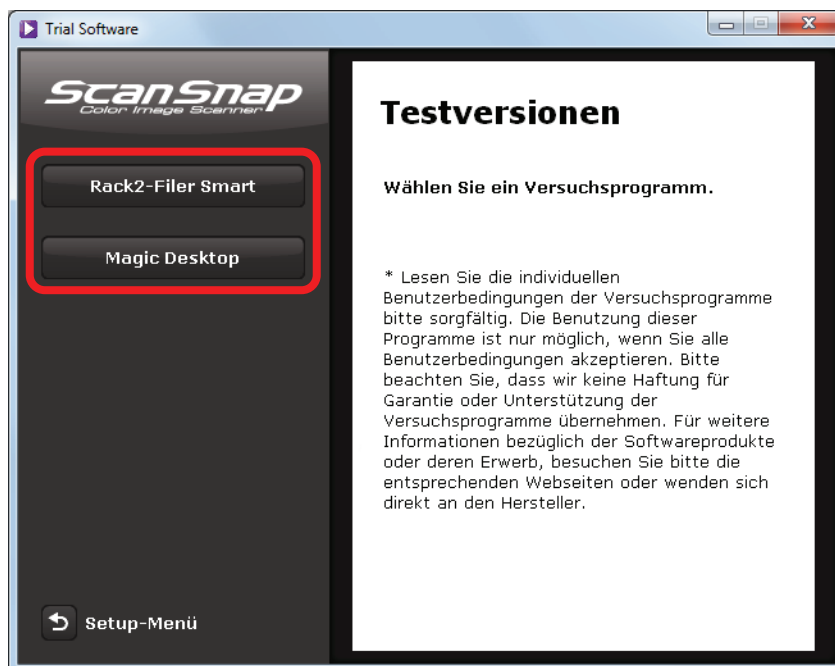 Trial Software
ScanSnap
Color Image Scanner
Rack2-Filer Smart
Magic Desktop
Setup-Menü
Testversionen
Wählen Sie ein Versuchsprogramm.
* Lesen Sie die individuellen
Benutzerbedingungen der Versuchsprogramme
bitte sorgfältig. Die Benutzung dieser
Programme ist nur möglich, wenn Sie alle
Benutzerbedingungen akzeptieren. Bitte
beachten Sie, dass wir keine Haftung für
Garantie oder Unterstützung der
Versuchsprogramme übernehmen. Für weitere
Informationen bezüglich der Softwareprodukte
oder deren Erwerb, besuchen Sie bitte die
entsprechenden Webseiten oder wenden sich
direkt an den Hersteller.